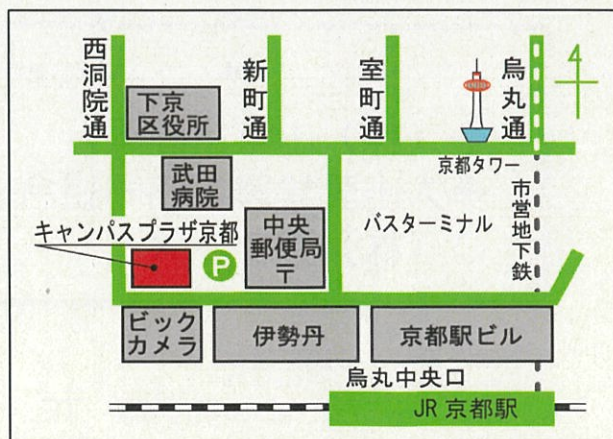 西洞院通
新町通
室町通
烏丸通
4
下京
区役所
京都タワー
武田
病院
市営地下鉄
キャンパスプラザ京都
P
中央
郵便局
〒
バスターミナル
ビック
カメラ
伊勢丹
京都駅ビル
烏丸中央口
JR 京都駅